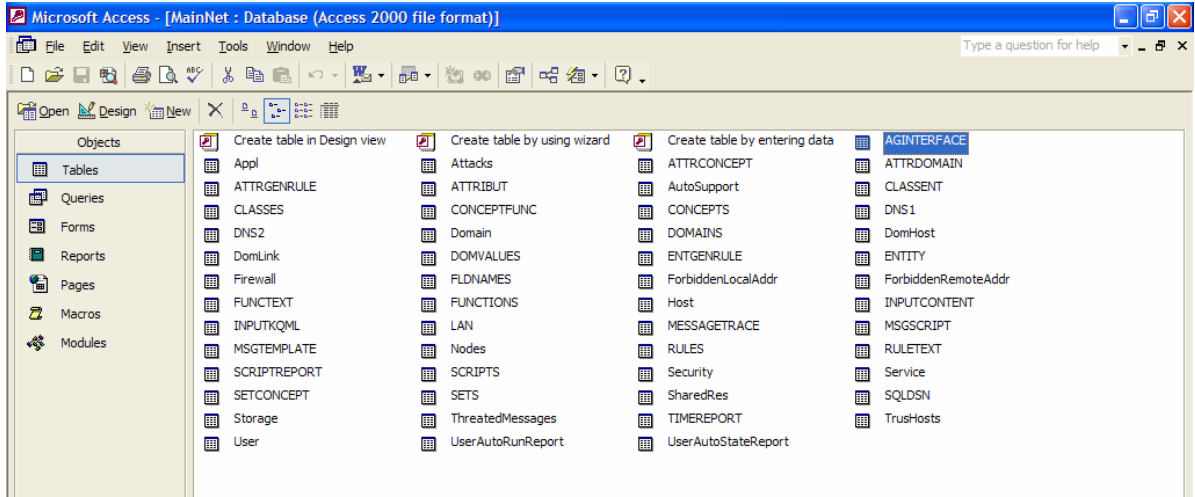 Microsoft Access - [MainNet : Database (Access 2000 file format)]
File Edit View Insert Tools Window Help Type a question for help
Open Design New
Objects
Tables
Queries
Forms
Reports
Pages
Macros
Modules
Create table in Design view Create table by using wizard Create table by entering data AGINTERFACE
Appl Attacks ATTRCONCEPT ATTRDOMAIN
ATTRGENRULE ATTRIBUT AutoSupport CLASSENT
CLASSES CONCEPTFUNC CONCEPTS DNS1
DNS2 Domain DOMAINS DomHost
DomLink DOMVALUES ENTGENRULE ENTITY
Firewall FLDNAMES ForbiddenLocalAddr ForbiddenRemoteAddr
FUNCTEXT FUNCTIONS Host INPUTCONTENT
INPUTKQML LAN MESSAGETRACE MSGSCRIPT
MSGTEMPLATE Nodes RULES RULETEXT
SCRIPTREPORT SCRIPTS Security Service
SETCONCEPT SETS SharedRes SQLDSN
Storage ThreatedMessages TIMEREPORT TrusHosts
User UserAutoRunReport UserAutoStateReport